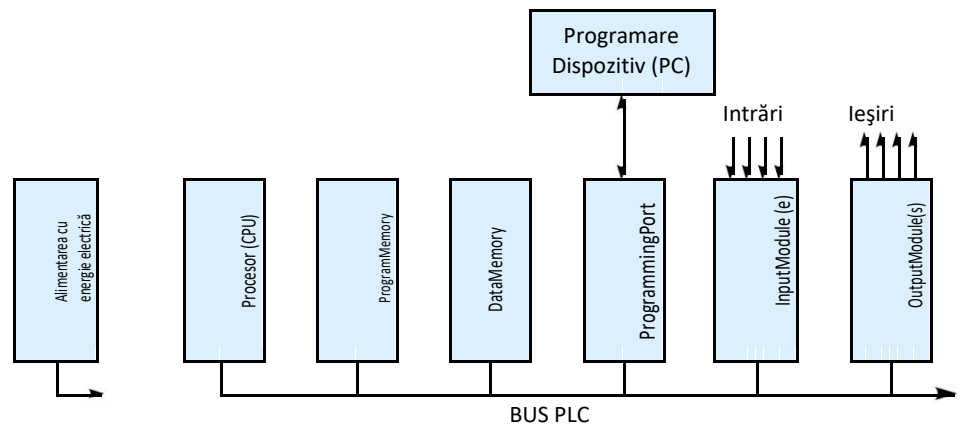 Programare
Dispozitiv (PC)
Intrări
Ieşiri
Alimentarea cu
energie electrică
Procesor (CPU)
ProgramMemory
DataMemory
ProgrammingPort
InputModule (e)
OutputModule(s)
BUS PLC